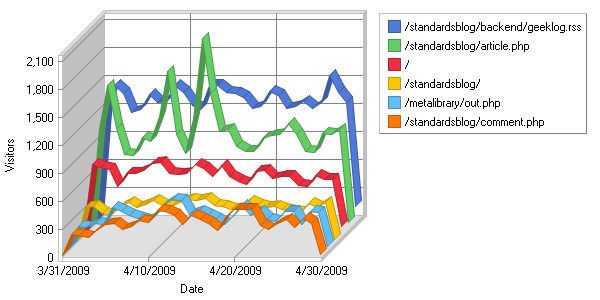 /standardsblog/backend/geeklog.rss
/standardsblog/article.php
/
/standardsblog/
/metalibrary/out.php
/standardsblog/comment.php
2,100
1,800
1,500
1,200
900
600
300
0
Visitors
3/31/2009 4/10/2009 4/20/2009 4/30/2009
Date